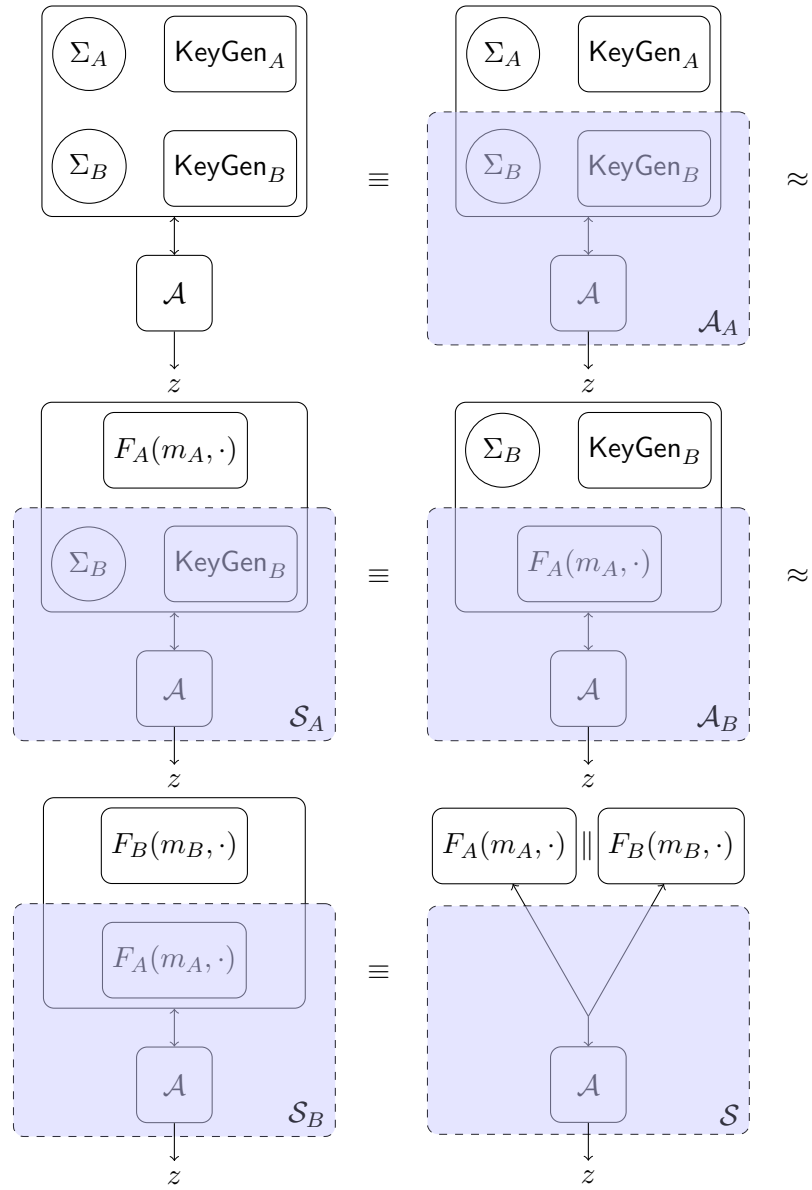 Σ_A KeyGen_A Σ_A KeyGen_A
Σ_B KeyGen_B ≡ Σ_B KeyGen_B ≈
𝒜 𝒜 𝒜_A
z z
F_A(m_A, ·) Σ_B KeyGen_B
Σ_B KeyGen_B ≡ F_A(m_A, ·) ≈
𝒜 𝒮_A 𝒜 𝒜_B
z z
F_B(m_B, ·) F_A(m_A, ·) ∥ F_B(m_B, ·)
F_A(m_A, ·) ≡
𝒜 𝒮_B 𝒜 𝒮
z z